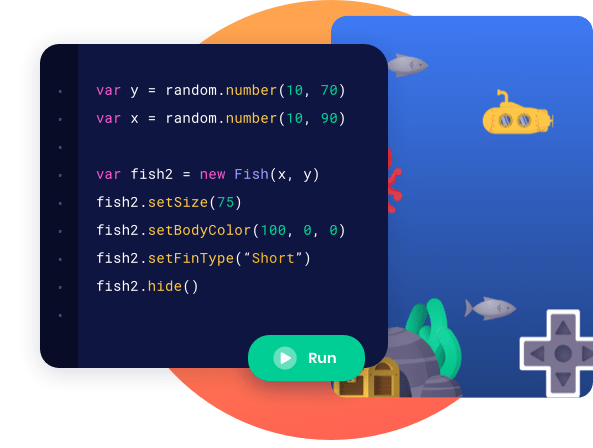 var y = random.number(10, 70)
var x = random.number(10, 90)
var fish2 = new Fish(x, y)
fish2.setSize(75)
fish2.setBodyColor(100, 0, 0)
fish2.setFinType(“Short”)
fish2.hide()
Run